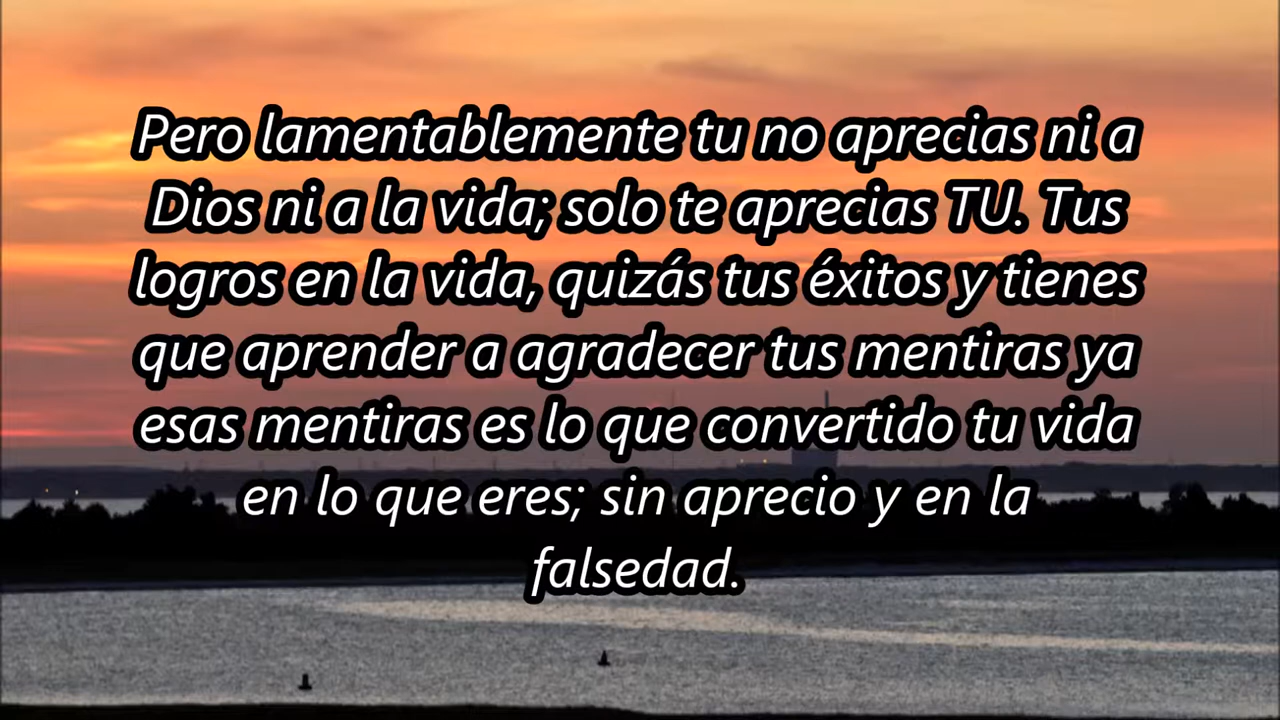 Pero lamentablemente tu no aprecias ni a
Dios ni a la vida; solo te aprecias TU. Tus
logros en la vida, quizás tus éxitos y tienes
que aprender a agradecer tus mentiras ya
esas mentiras es lo que convertido tu vida
en lo que eres; sin aprecio y en la
falsedad.